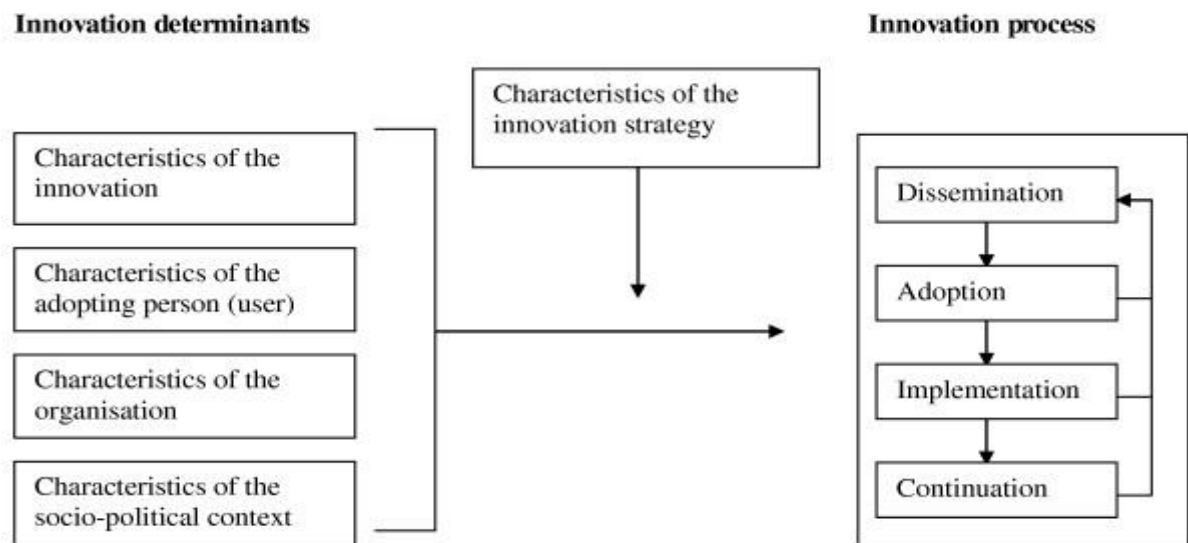 Innovation determinants
Innovation process
Characteristics of the
innovation strategy
Characteristics of the
innovation
Characteristics of the
adopting person (user)
Characteristics of the
organisation
Characteristics of the
socio-political context
Dissemination
Adoption
Implementation
Continuation